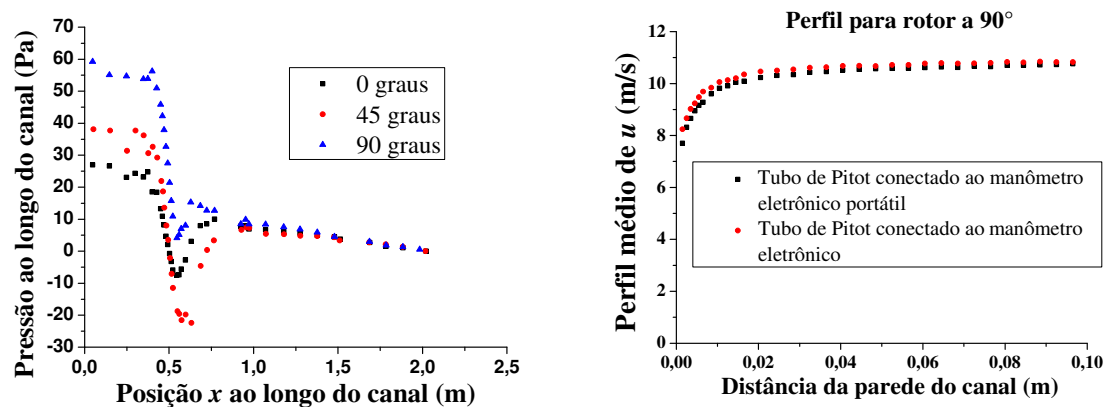 Pressão ao longo do canal (Pa)
70
60
50
40
30
20
10
0
-10
-20
-30
0 graus
45 graus
90 graus
0,0 0,5 1,0 1,5 2,0 2,5
Posição x ao longo do canal (m)
Perfil para rotor a 90°
Perfil médio de u (m/s)
12
10
8
6
4
2
0
Tubo de Pitot conectado ao manômetro
eletrônico portátil
Tubo de Pitot conectado ao manômetro
eletrônico
0,00 0,02 0,04 0,06 0,08 0,10
Distância da parede do canal (m)